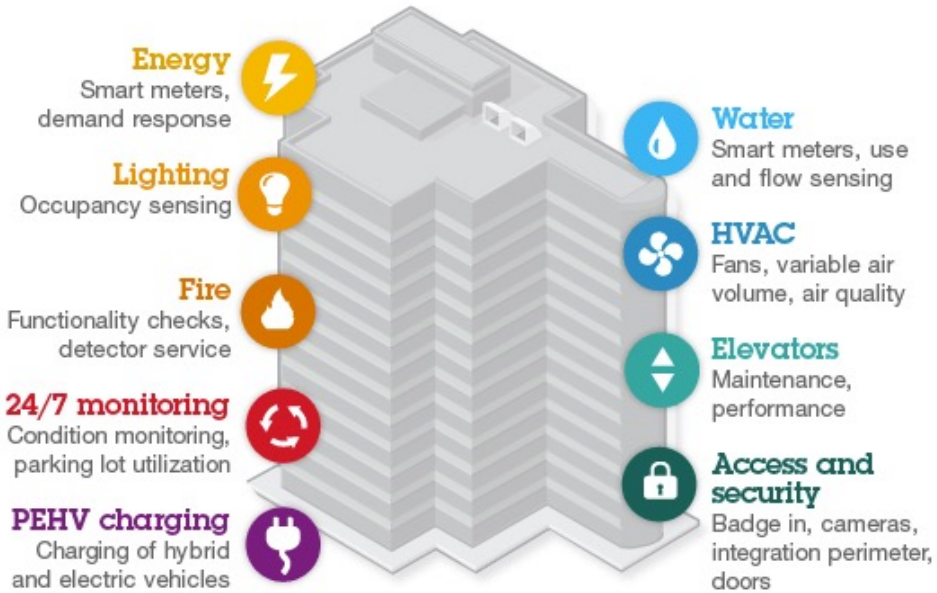 Energy
Smart meters,
demand response
Lighting
Occupancy sensing
Fire
Functionality checks,
detector service
24/7 monitoring
Condition monitoring,
parking lot utilization
PEHV charging
Charging of hybrid
and electric vehicles
Water
Smart meters, use
and flow sensing
HVAC
Fans, variable air
volume, air quality
Elevators
Maintenance,
performance
Access and
security
Badge in, cameras,
integration perimeter,
doors